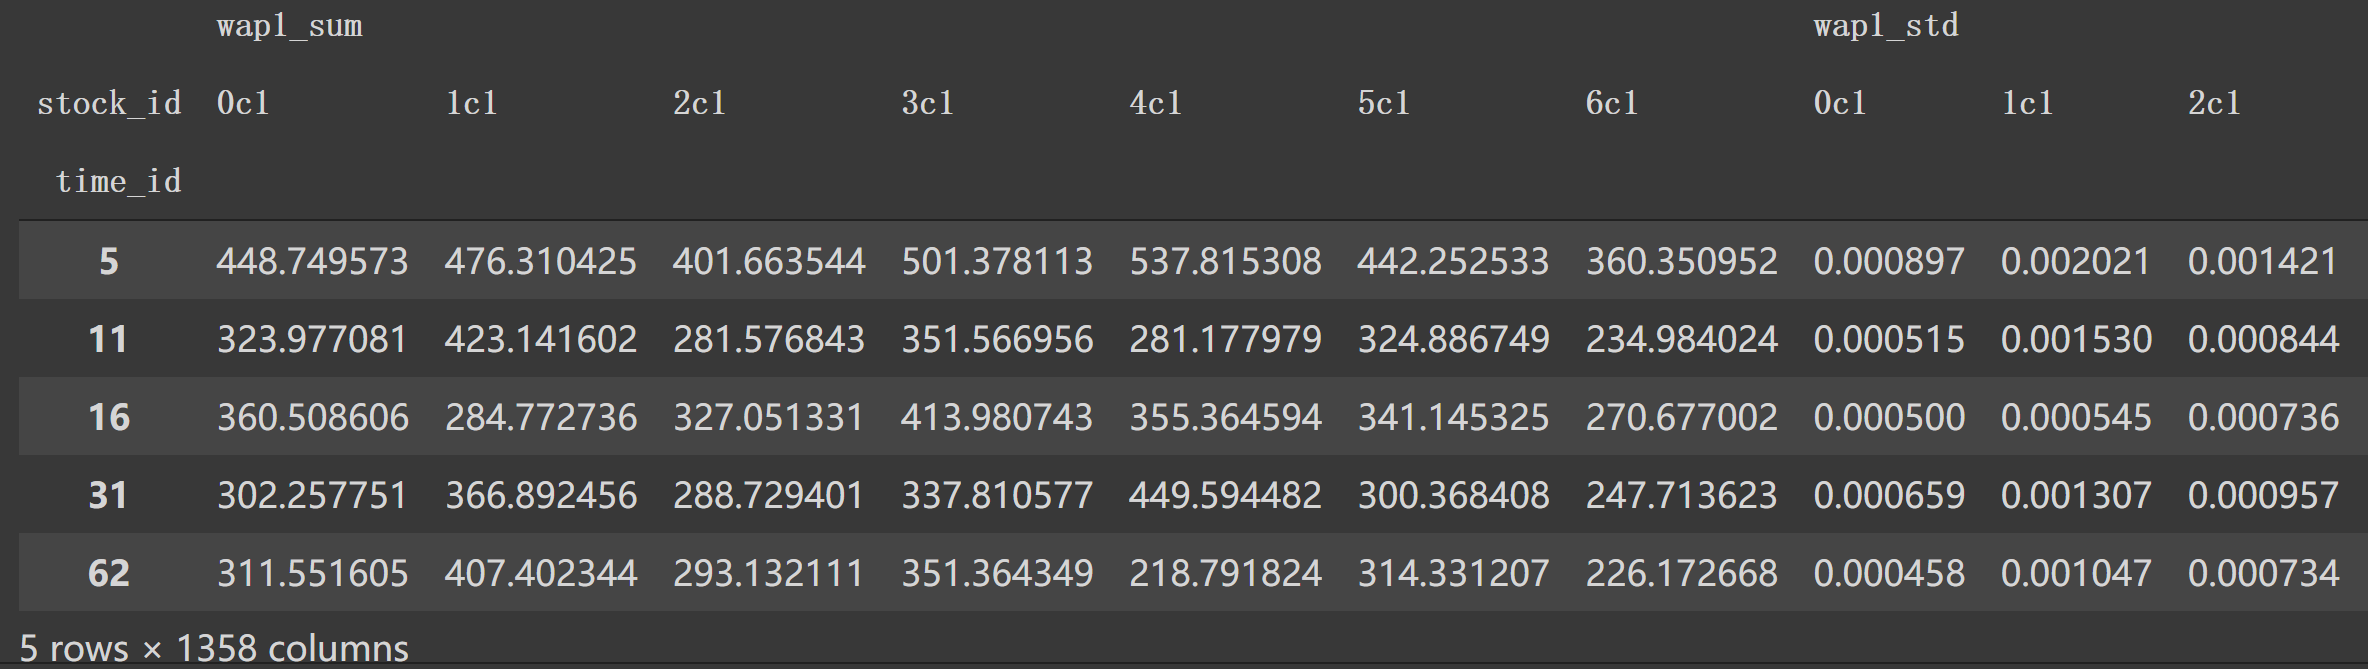 wap1_sum wap1_std
stock_id 0c1 1c1 2c1 3c1 4c1 5c1 6c1 0c1 1c1 2c1
time_id
5 448.749573 476.310425 401.663544 501.378113 537.815308 442.252533 360.350952 0.000897 0.002021 0.001421
11 323.977081 423.141602 281.576843 351.566956 281.177979 324.886749 234.984024 0.000515 0.001530 0.000844
16 360.508606 284.772736 327.051331 413.980743 355.364594 341.145325 270.677002 0.000500 0.000545 0.000736
31 302.257751 366.892456 288.729401 337.810577 449.594482 300.368408 247.713623 0.000659 0.001307 0.000957
62 311.551605 407.402344 293.132111 351.364349 218.791824 314.331207 226.172668 0.000458 0.001047 0.000734
5 rows × 1358 columns